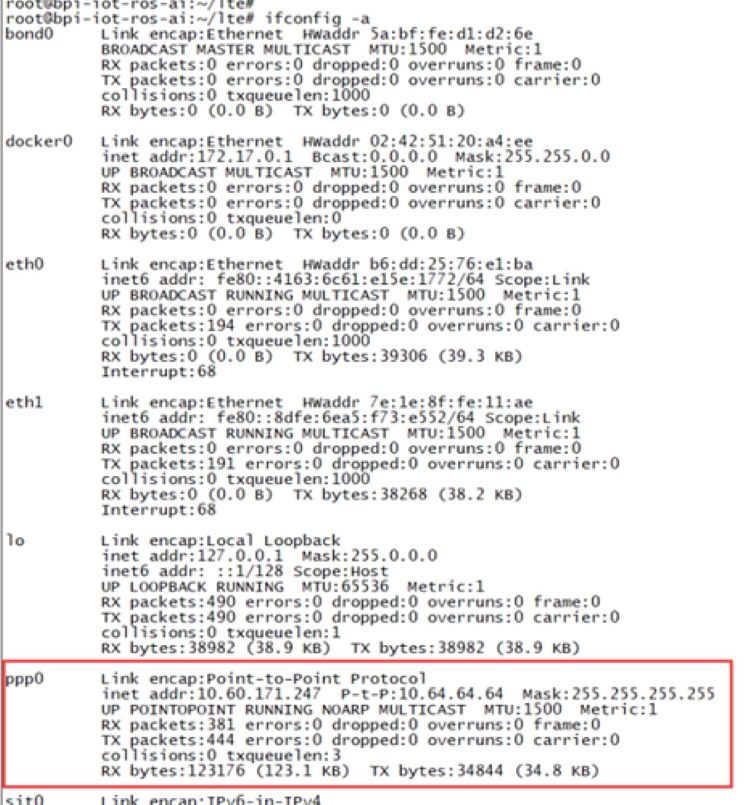 root@bpi-iot-ros-ai:~/lte#
root@bpi-iot-ros-ai:~/lte# ifconfig -a
bond0     Link encap:Ethernet  HWaddr 5a:bf:fe:d1:d2:6e
          BROADCAST MASTER MULTICAST  MTU:1500  Metric:1
          RX packets:0 errors:0 dropped:0 overruns:0 frame:0
          TX packets:0 errors:0 dropped:0 overruns:0 carrier:0
          collisions:0 txqueuelen:1000
          RX bytes:0 (0.0 B)  TX bytes:0 (0.0 B)

docker0   Link encap:Ethernet  HWaddr 02:42:51:20:a4:ee
          inet addr:172.17.0.1  Bcast:0.0.0.0  Mask:255.255.0.0
          UP BROADCAST MULTICAST  MTU:1500  Metric:1
          RX packets:0 errors:0 dropped:0 overruns:0 frame:0
          TX packets:0 errors:0 dropped:0 overruns:0 carrier:0
          collisions:0 txqueuelen:0
          RX bytes:0 (0.0 B)  TX bytes:0 (0.0 B)

eth0      Link encap:Ethernet  HWaddr b6:dd:25:76:e1:ba
          inet6 addr: fe80::4163:6c61:e15e:1772/64 Scope:Link
          UP BROADCAST RUNNING MULTICAST  MTU:1500  Metric:1
          RX packets:0 errors:0 dropped:0 overruns:0 frame:0
          TX packets:194 errors:0 dropped:0 overruns:0 carrier:0
          collisions:0 txqueuelen:1000
          RX bytes:0 (0.0 B)  TX bytes:39306 (39.3 KB)
          Interrupt:68

eth1      Link encap:Ethernet  HWaddr 7e:1e:8f:fe:11:ae
          inet6 addr: fe80::8dfe:6ea5:f73:e552/64 Scope:Link
          UP BROADCAST RUNNING MULTICAST  MTU:1500  Metric:1
          RX packets:0 errors:0 dropped:0 overruns:0 frame:0
          TX packets:191 errors:0 dropped:0 overruns:0 carrier:0
          collisions:0 txqueuelen:1000
          RX bytes:0 (0.0 B)  TX bytes:38268 (38.2 KB)
          Interrupt:68

lo        Link encap:Local Loopback
          inet addr:127.0.0.1  Mask:255.0.0.0
          inet6 addr: ::1/128 Scope:Host
          UP LOOPBACK RUNNING  MTU:65536  Metric:1
          RX packets:490 errors:0 dropped:0 overruns:0 frame:0
          TX packets:490 errors:0 dropped:0 overruns:0 carrier:0
          collisions:0 txqueuelen:1
          RX bytes:38982 (38.9 KB)  TX bytes:38982 (38.9 KB)

ppp0      Link encap:Point-to-Point Protocol
          inet addr:10.60.171.247  P-t-P:10.64.64.64  Mask:255.255.255.255
          UP POINTOPOINT RUNNING NOARP MULTICAST  MTU:1500  Metric:1
          RX packets:381 errors:0 dropped:0 overruns:0 frame:0
          TX packets:444 errors:0 dropped:0 overruns:0 carrier:0
          collisions:0 txqueuelen:3
          RX bytes:123176 (123.1 KB)  TX bytes:34844 (34.8 KB)

sit0      Link encap:IPv6-in-IPv4